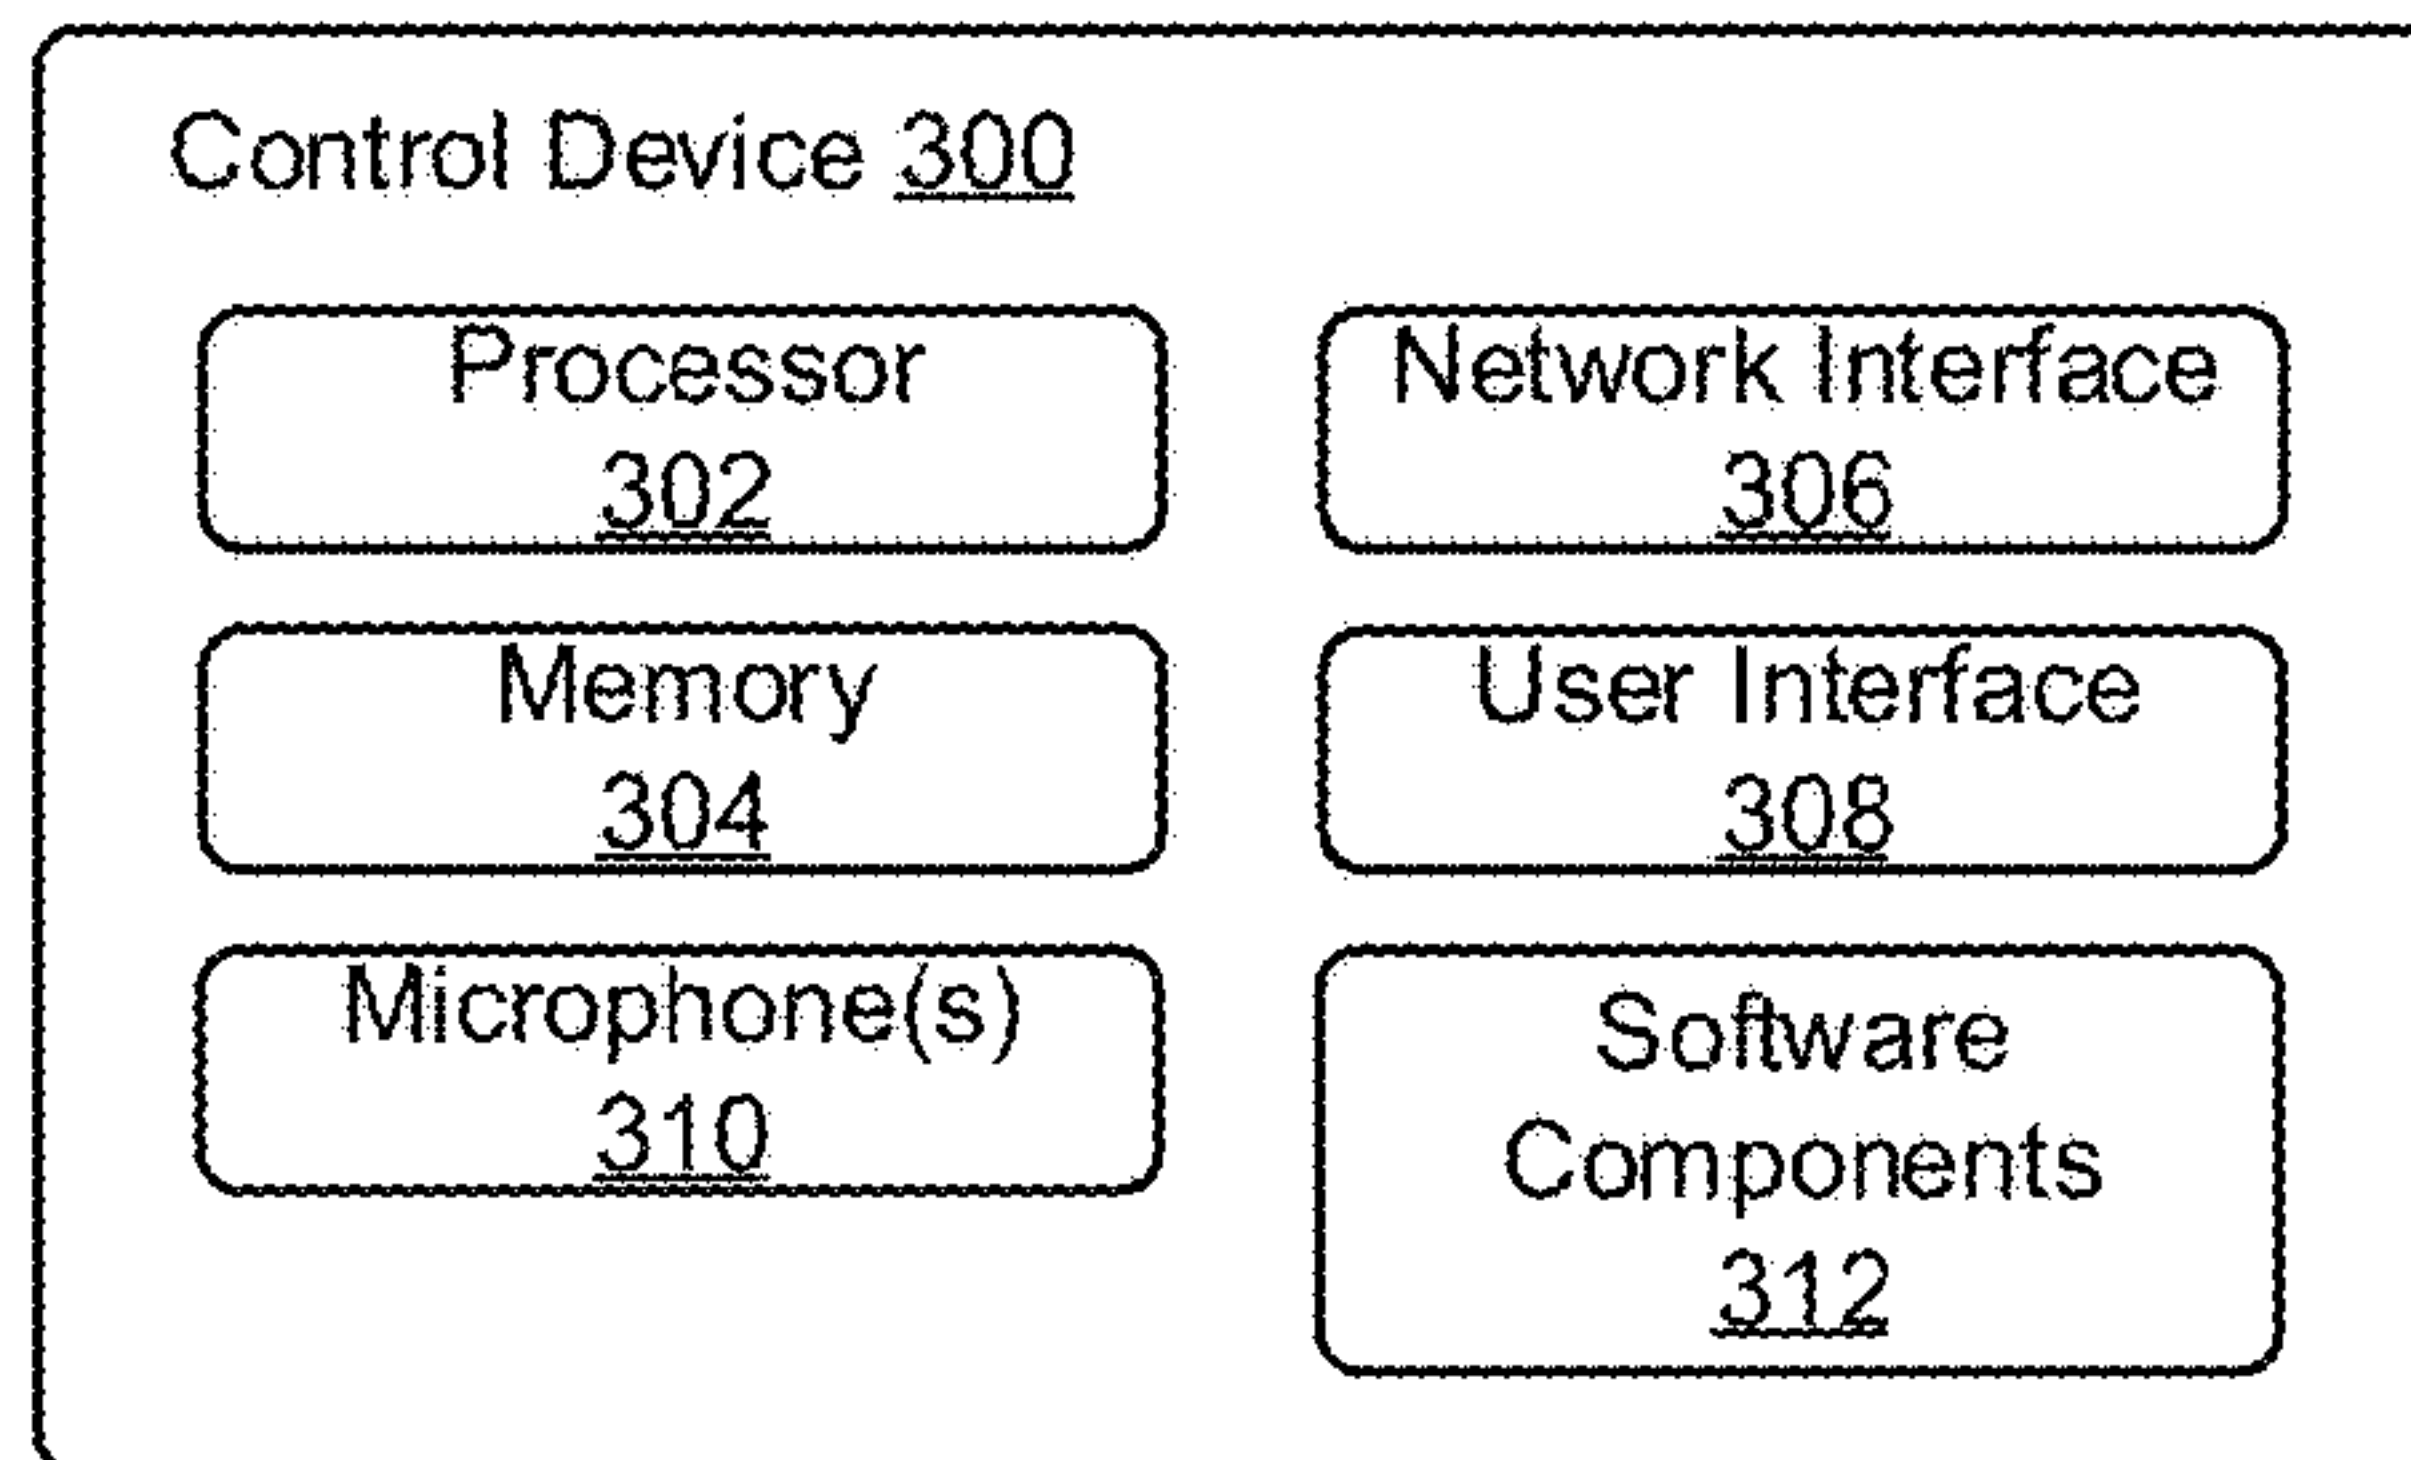 Control Device 300
Processor
302
Network Interface
306
Memory
304
User Interface
308
Microphone(s)
310
Software
Components
312